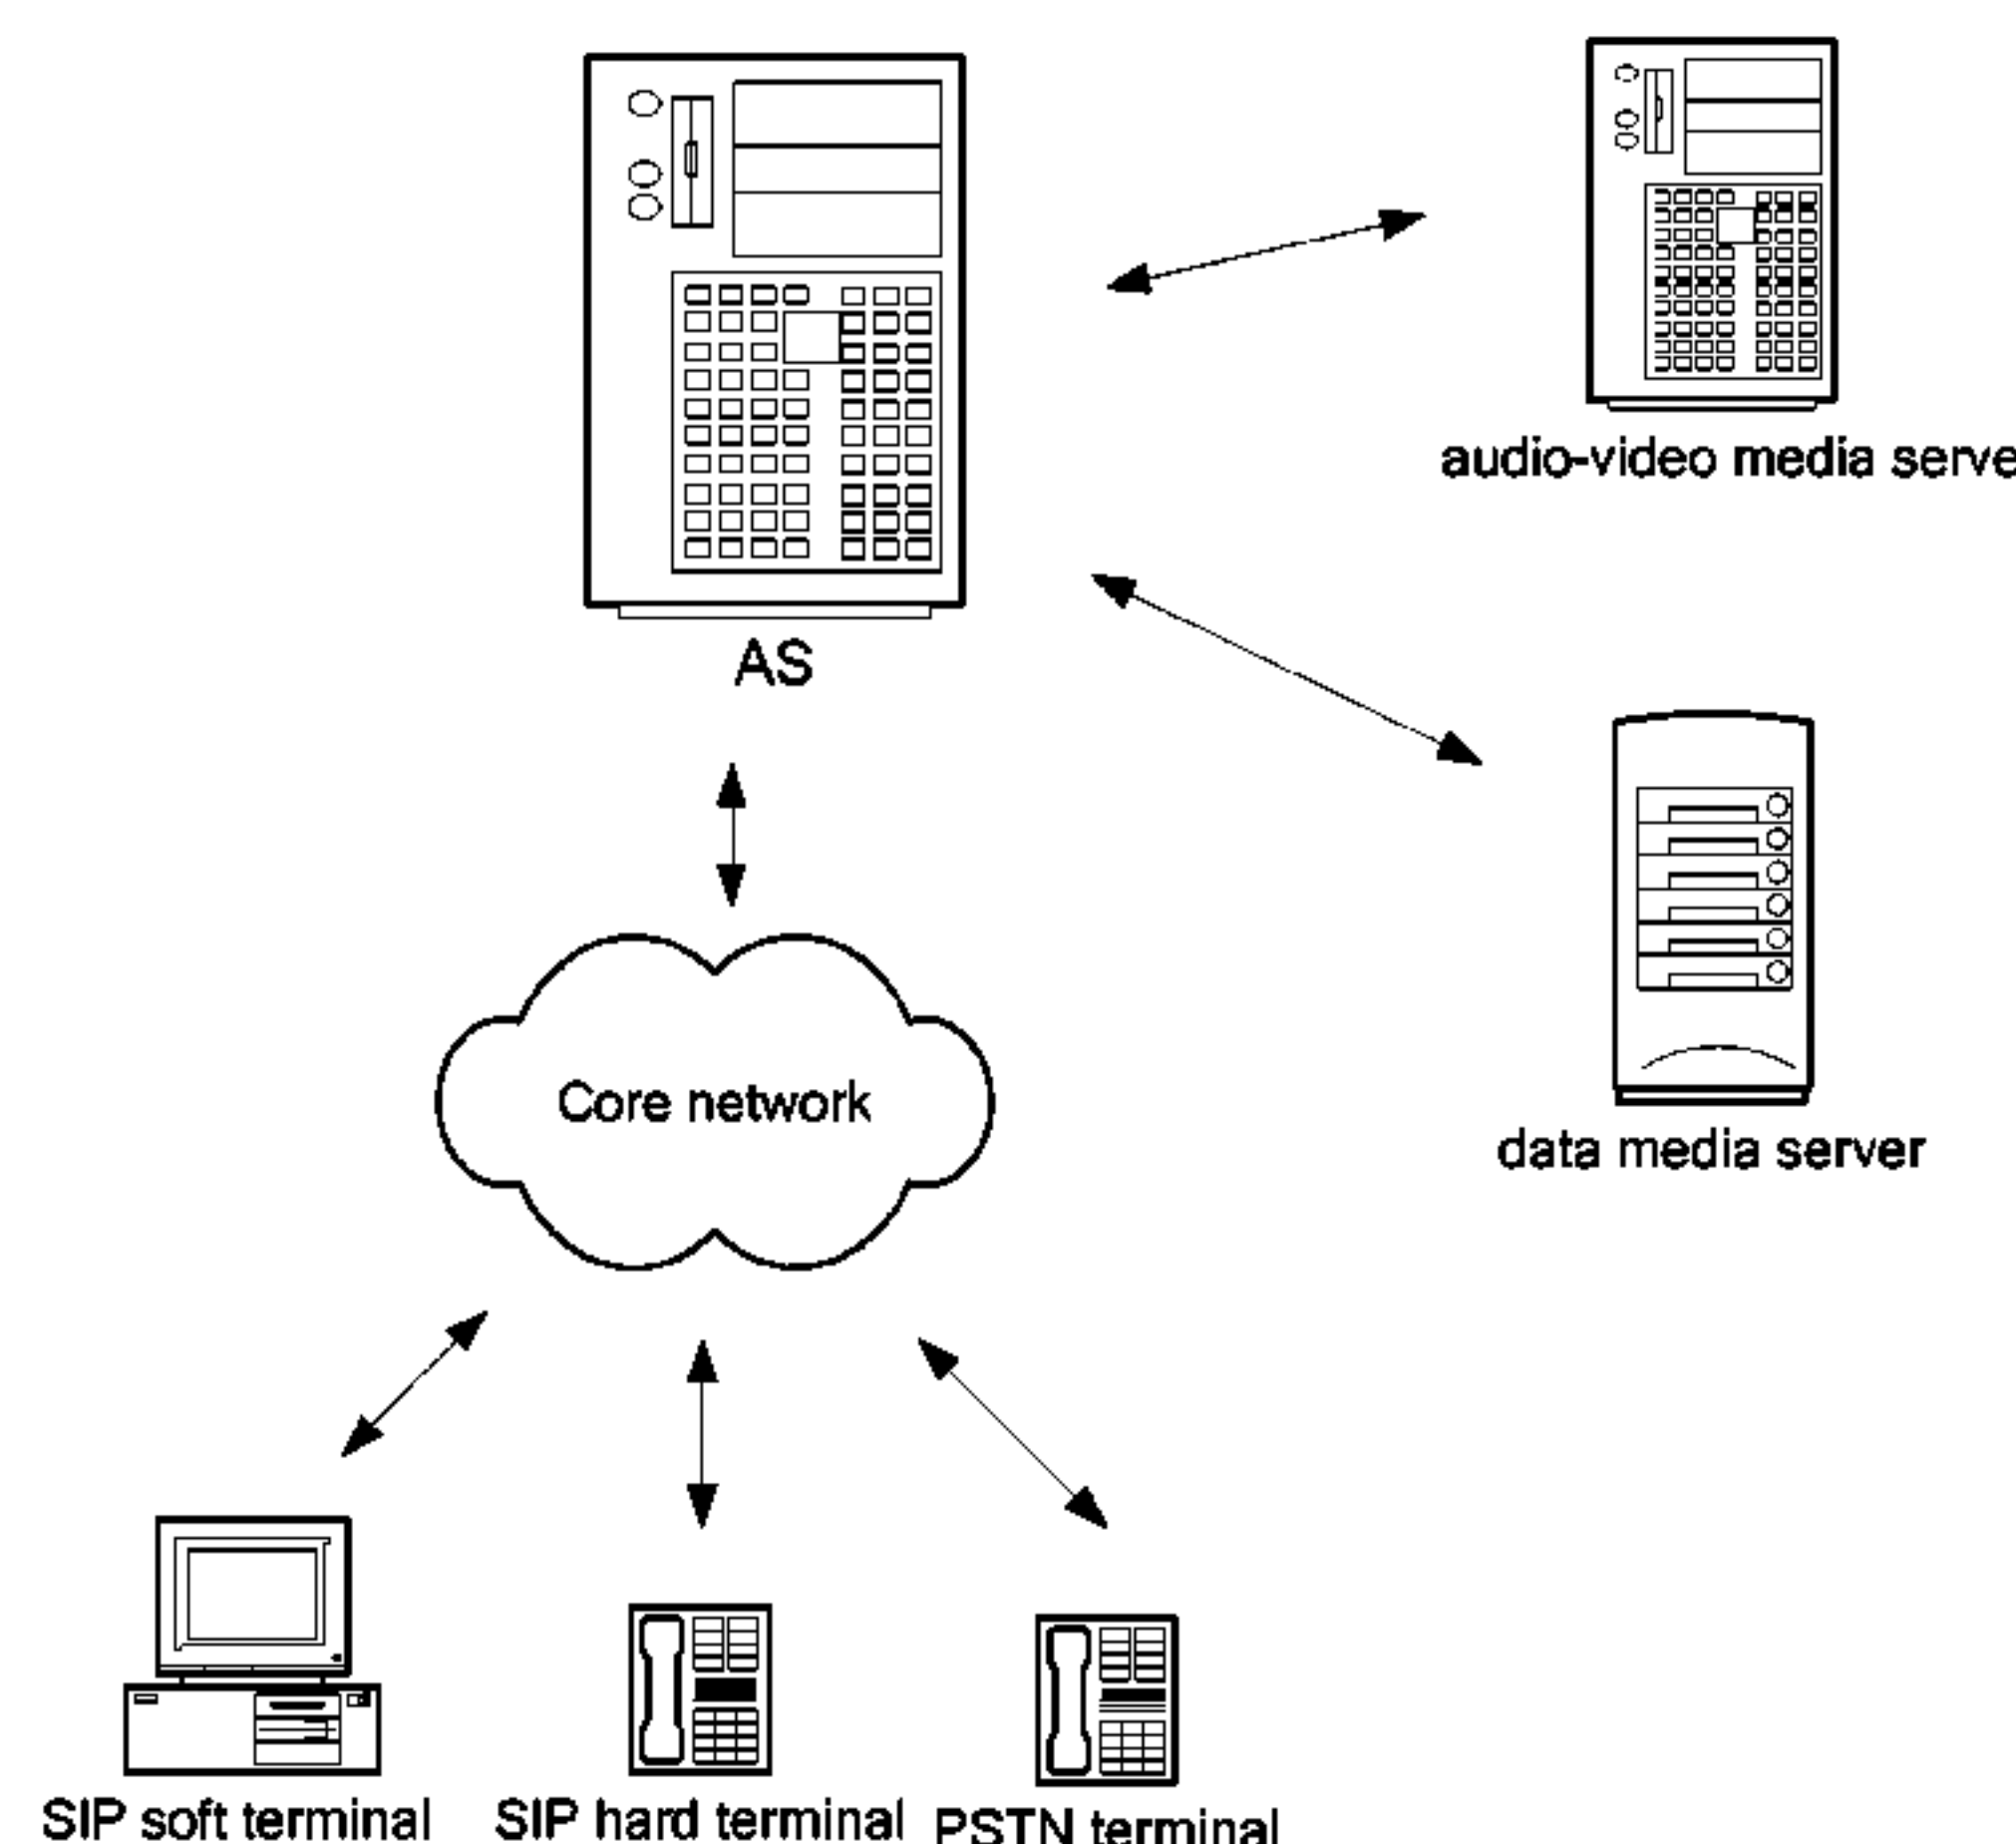 audio-video media serve
AS
data media server
Core network
SIP soft terminal
SIP hard terminal
PSTN terminal